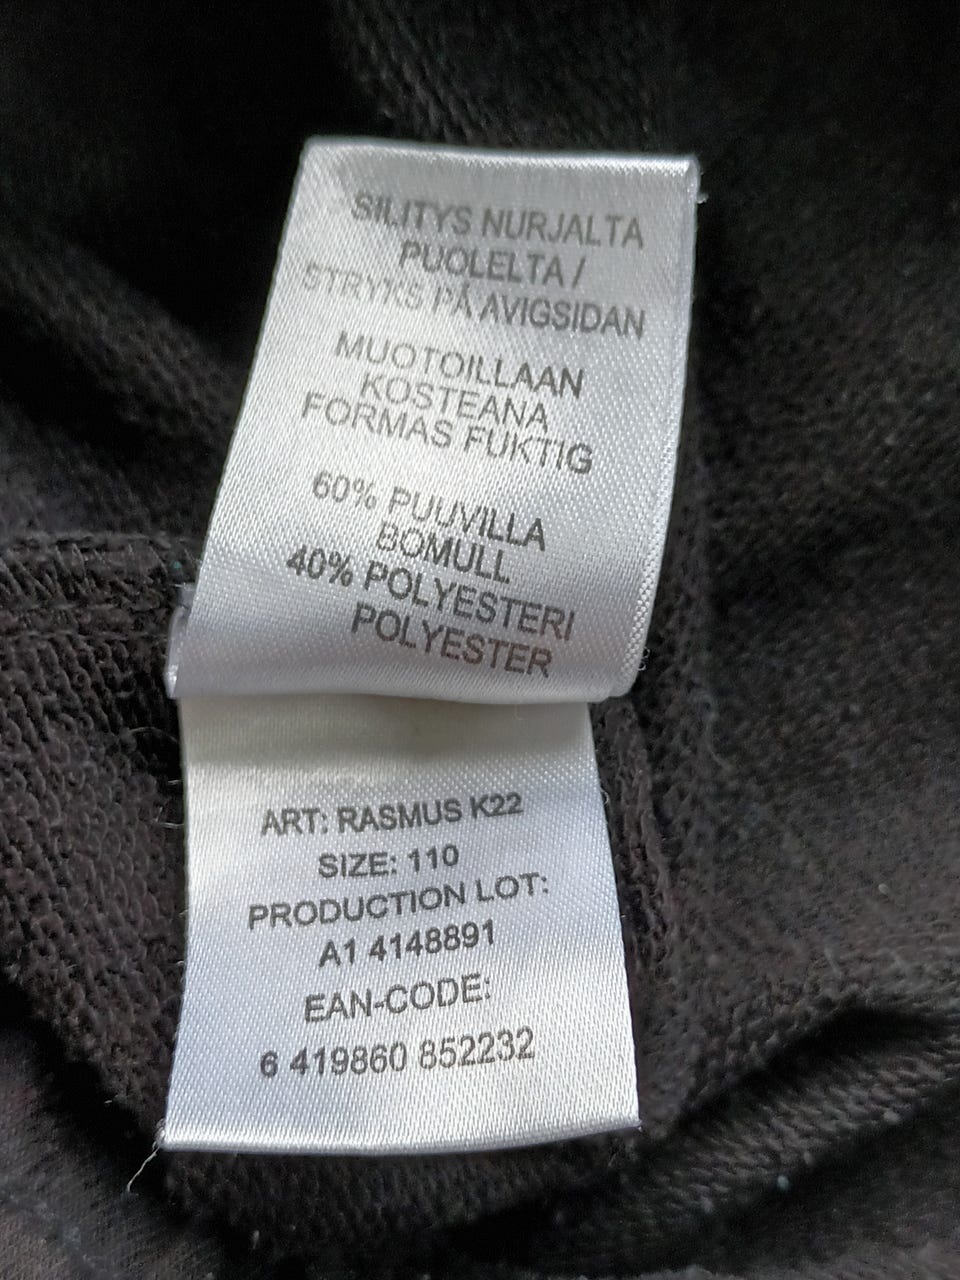 SILITYS NURJALTA
PUOLELTA /
STRYKS PÅ AVIGSIDAN
MUOTOILLAAN
KOSTEANA
FORMAS FUKTIG
60% PUUVILLA
BOMULL
40% POLYESTERI
POLYESTER
ART: RASMUS K22
SIZE: 110
PRODUCTION LOT:
A1 4148891
EAN-CODE:
6 419860 852232